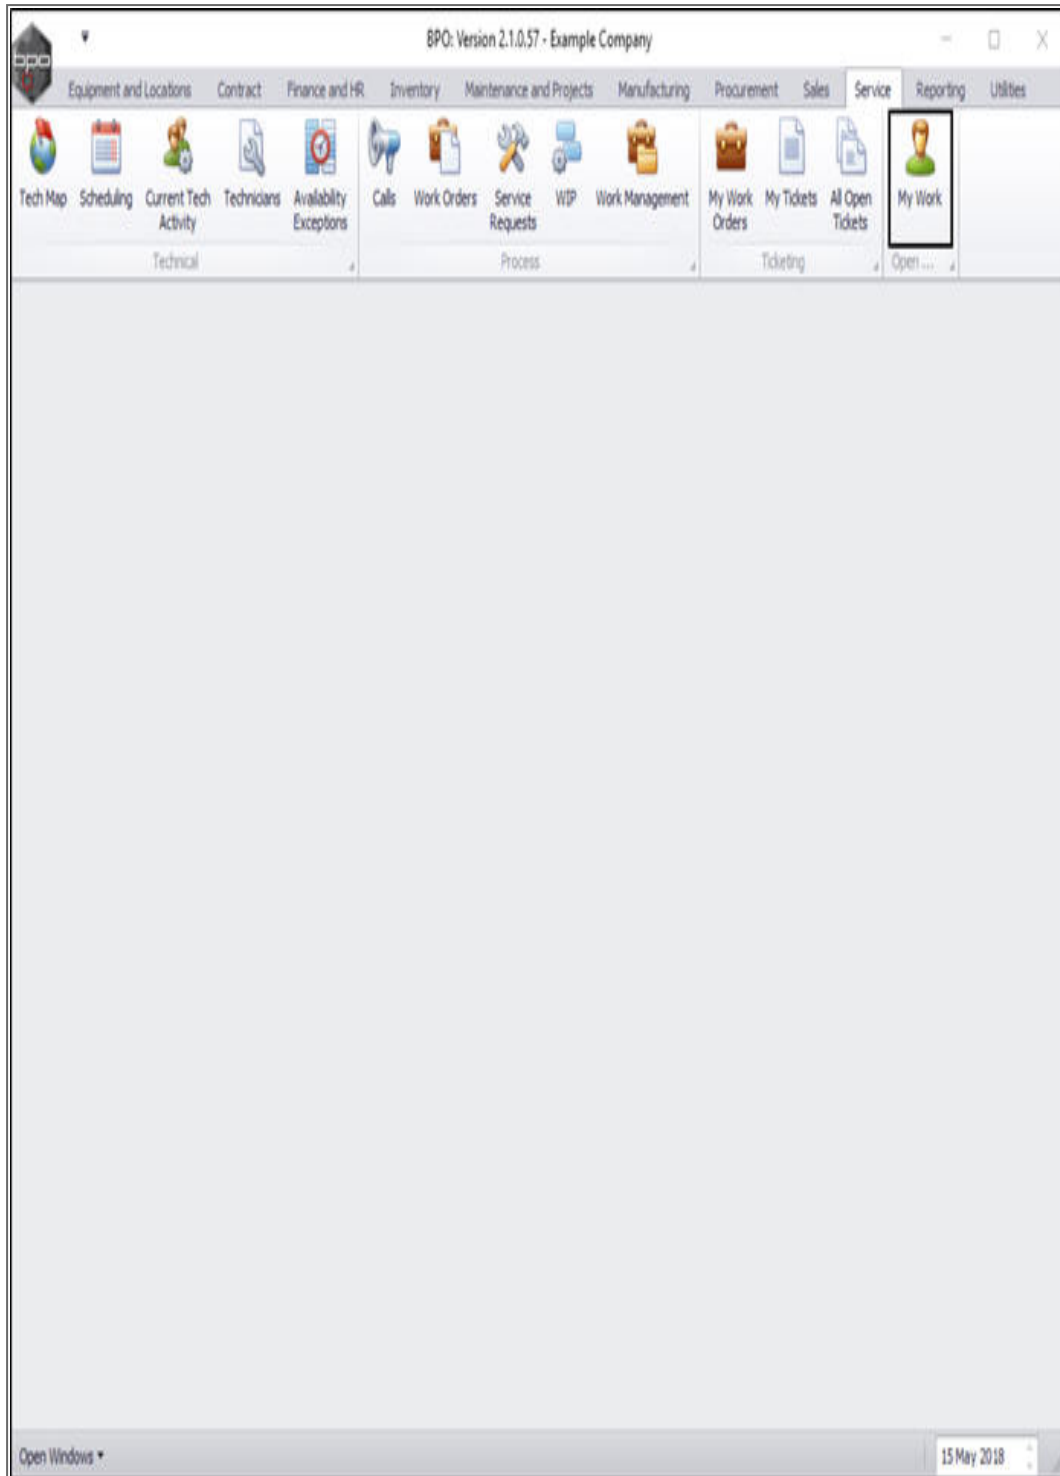 BPO: Version 2.1.0.57 - Example Company
bpo
Equipment and Locations Contract Finance and HR Inventory Maintenance and Projects Manufacturing Procurement Sales Service Reporting Utilities
Tech Map Scheduling Current Tech Technicians Availability Calls Work Orders Service WIP Work Management My Work My Tickets All Open My Work
Activity Exceptions Requests Orders Tickets
Technical Process Ticketing Open ...
Open Windows 15 May 2018